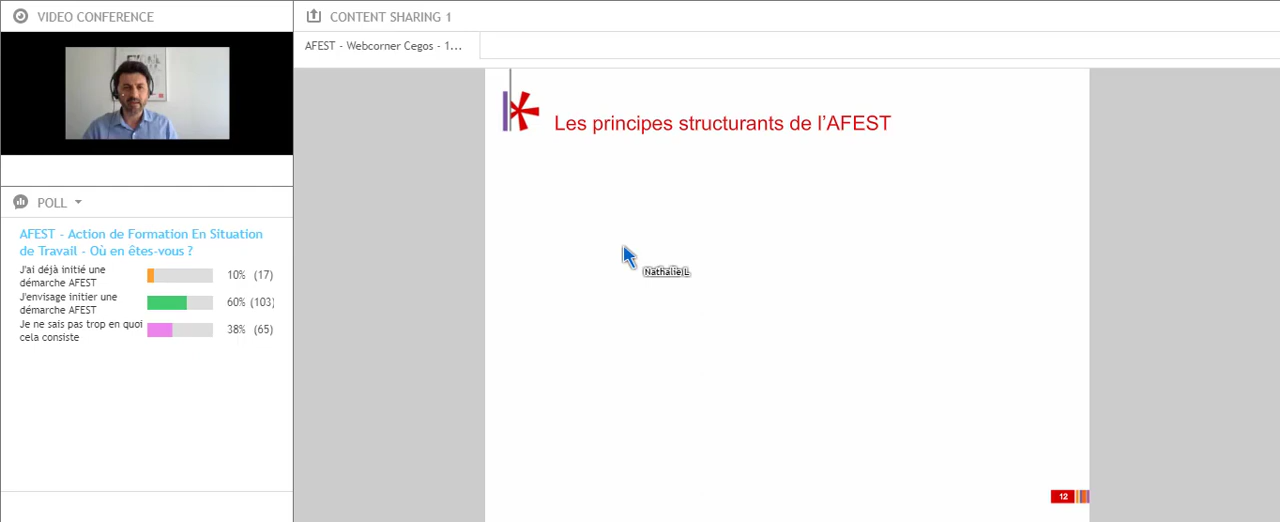 VIDEO CONFERENCE
CONTENT SHARING 1
AFEST - Webcorner Cegos - 1...
Les principes structurants de l'AFEST
Nathalie L
POLL
AFEST - Action de Formation En Situation
de Travail - Où en êtes-vous ?
J'ai déjà initié une
démarche AFEST
10% (17)
J'envisage initier une
démarche AFEST
60% (103)
Je ne sais pas trop en quoi
cela consiste
38% (65)
12